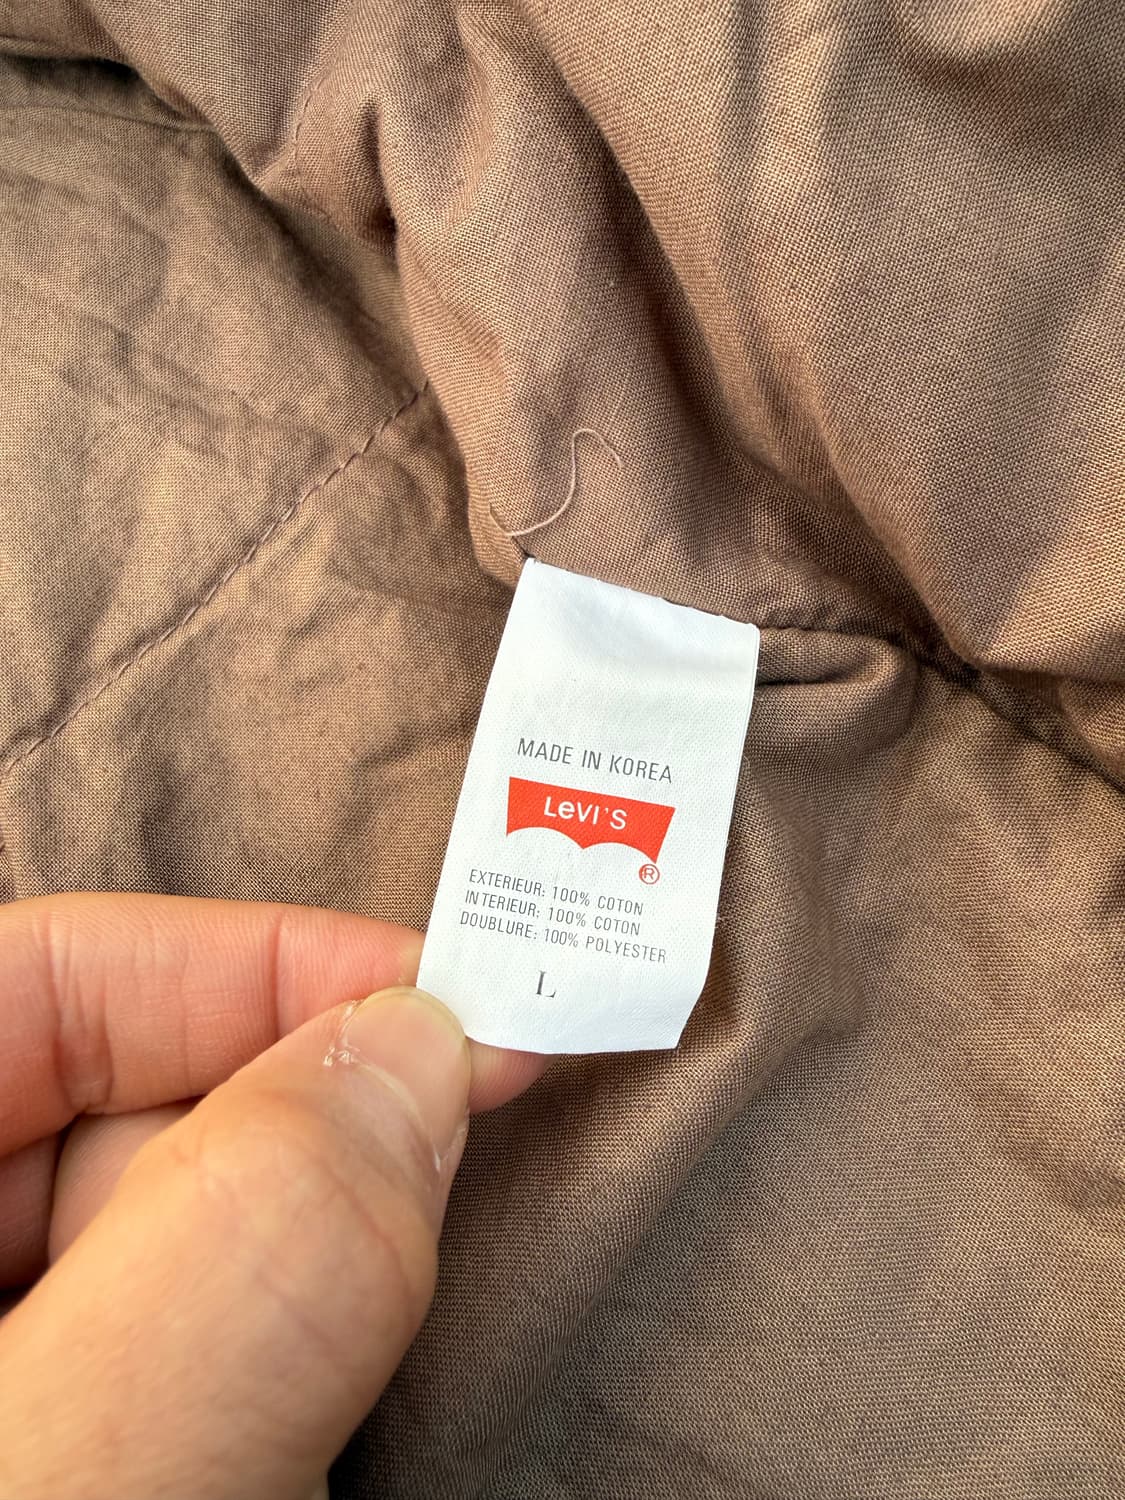 MADE IN KOREA
LeVI'S
®
EXTERIEUR: 100% COTON
INTERIEUR: 100% COTON
DOUBLURE: 100% POLYESTER
L